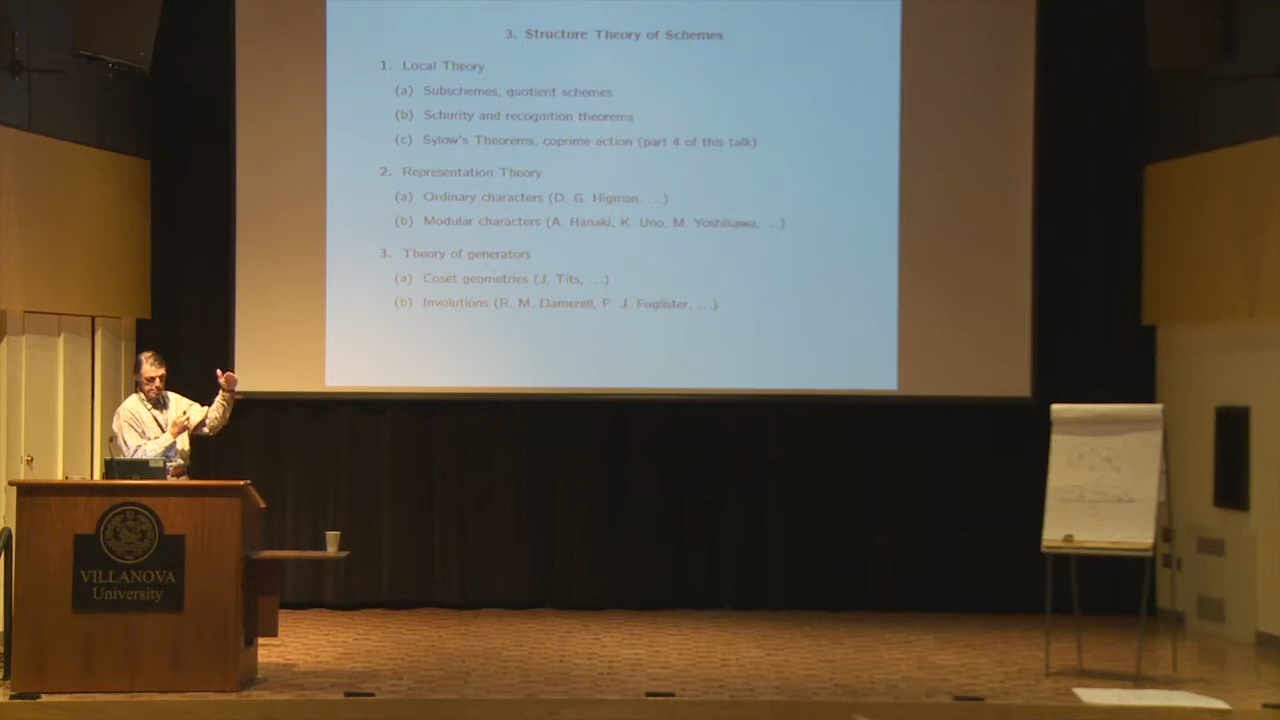 3. Structure Theory of Schemes
1. Local Theory
(a) Subschemes, quotient schemes
(b) Schurity and recognition theorems
(c) Sylow's Theorems, coprime action (part 4 of this talk)
2. Representation Theory
(a) Ordinary characters (D. G. Higman, ...)
(b) Modular characters (A. Hanaki, K. Uno, M. Yoshikawa, ...)
3. Theory of generators
(a) Coset geometries (J. Tits, ...)
(b) Involutions (R. M. Damerell, F. J. Fuglister, ...)
VILLANOVA
University